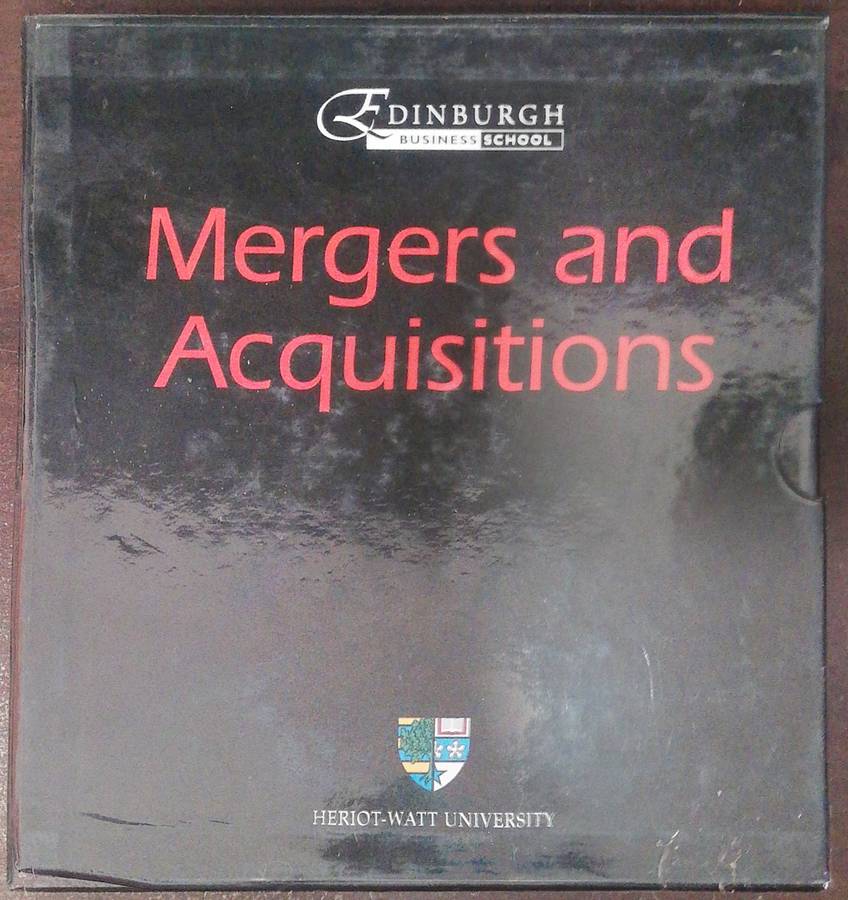 EDINBURGH
BUSINESS SCHOOL
Mergers and
Acquisitions
HERIOT-WATT UNIVERSITY